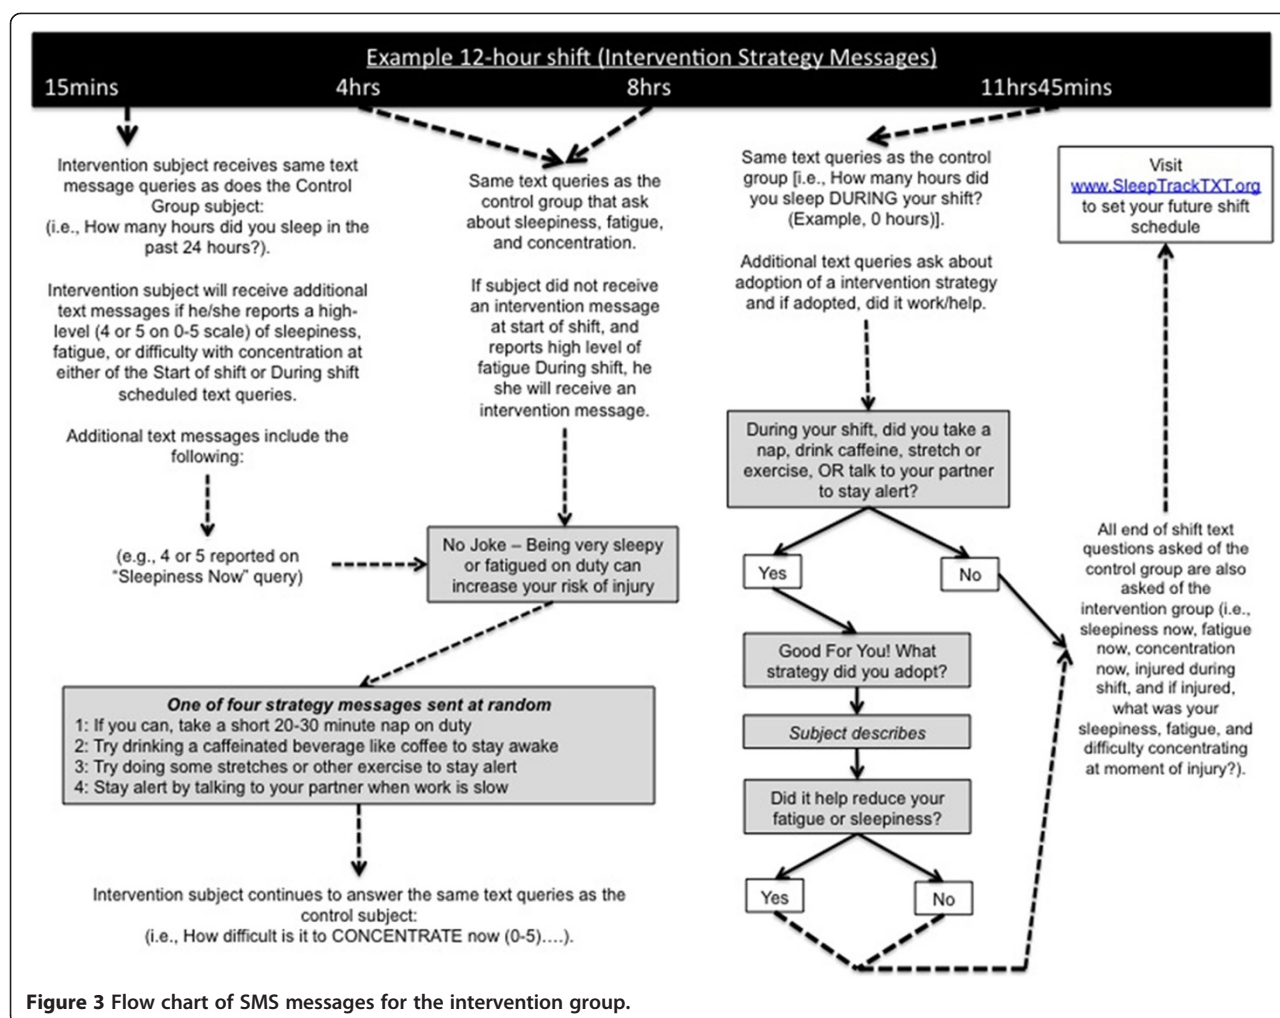 Example 12-hour shift (Intervention Strategy Messages)
15mins
4hrs
8hrs
11hrs45mins
Intervention subject receives same text
message queries as does the Control
Group subject:
(i.e., How many hours did you sleep in the
past 24 hours?).
Intervention subject will receive additional
text messages if he/she reports a high-
level (4 or 5 on 0-5 scale) of sleepiness,
fatigue, or difficulty with concentration at
either of the Start of shift or During shift
scheduled text queries.
Additional text messages include the
following:
(e.g., 4 or 5 reported on
“Sleepiness Now” query)
Same text queries as the
control group that ask
about sleepiness, fatigue,
and concentration.
If subject did not receive
an intervention message
at start of shift, and
reports high level of
fatigue During shift, he
she will receive an
intervention message.
No Joke – Being very sleepy
or fatigued on duty can
increase your risk of injury
One of four strategy messages sent at random
1: If you can, take a short 20-30 minute nap on duty
2: Try drinking a caffeinated beverage like coffee to stay awake
3: Try doing some stretches or other exercise to stay alert
4: Stay alert by talking to your partner when work is slow
Intervention subject continues to answer the same text queries as the
control subject:
(i.e., How difficult is it to CONCENTRATE now (0-5)….).
Same text queries as the control
group [i.e., How many hours did
you sleep DURING your shift?
(Example, 0 hours)].
Additional text queries ask about
adoption of a intervention strategy
and if adopted, did it work/help.
During your shift, did you take a
nap, drink caffeine, stretch or
exercise, OR talk to your partner
to stay alert?
Yes
No
Good For You! What
strategy did you adopt?
Subject describes
Did it help reduce your
fatigue or sleepiness?
Yes
No
Visit
www.SleepTrackTXT.org
to set your future shift
schedule
All end of shift text
questions asked of the
control group are also
asked of the
intervention group (i.e.,
sleepiness now, fatigue
now, concentration
now, injured during
shift, and if injured,
what was your
sleepiness, fatigue, and
difficulty concentrating
at moment of injury?).
Figure 3 Flow chart of SMS messages for the intervention group.